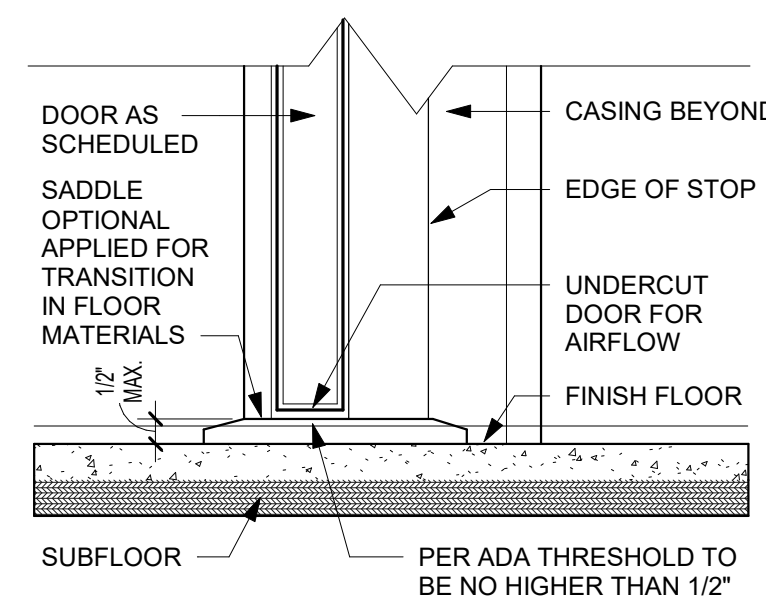 DOOR AS
SCHEDULED
SADDLE
OPTIONAL
APPLIED FOR
TRANSITION
IN FLOOR
MATERIALS
1/2"
MAX.
SUBFLOOR
CASING BEYOND
EDGE OF STOP
UNDERCUT
DOOR FOR
AIRFLOW
FINISH FLOOR
PER ADA THRESHOLD TO
BE NO HIGHER THAN 1/2"